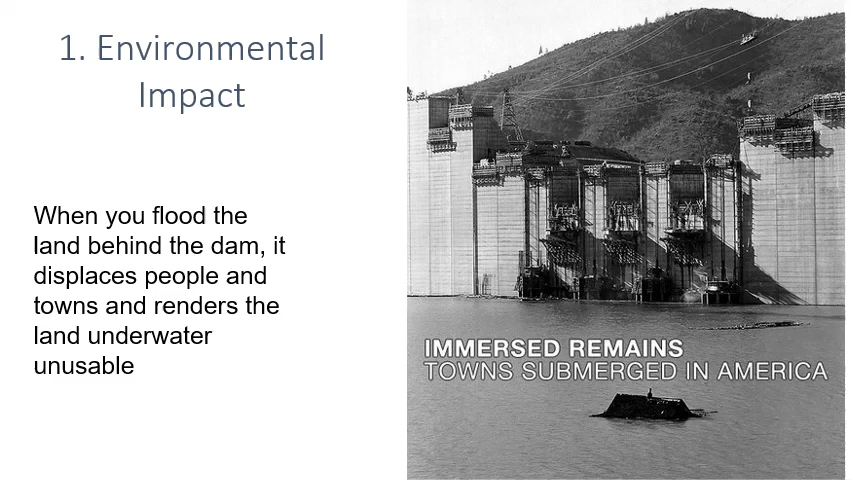 1. Environmental
Impact
When you flood the
land behind the dam, it
displaces people and
towns and renders the
land underwater
unusable
IMMERSED REMAINS
TOWNS SUBMERGED IN AMERICA